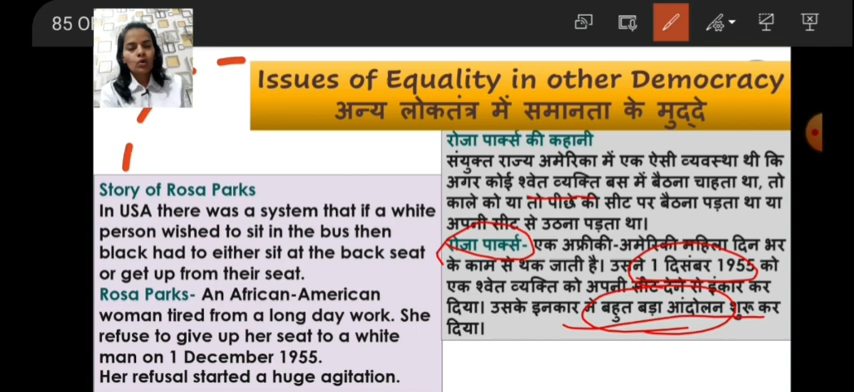 85 OF
Issues of Equality in other Democracy
अन्य लोकतंत्र में समानता के मुद्दे
Story of Rosa Parks
In USA there was a system that if a white
person wished to sit in the bus then
black had to either sit at the back seat
or get up from their seat.
Rosa Parks- An African-American
woman tired from a long day work. She
refuse to give up her seat to a white
man on 1 December 1955.
Her refusal started a huge agitation.
रोज़ा पार्क्स की कहानी
संयुक्त राज्य अमेरिका में एक ऐसी व्यवस्था थी कि
अगर कोई श्वेत व्यक्ति बस में बैठना चाहता था, तो
काले को या तो पीछे की सीट पर बैठना पड़ता था या
अपनी सीट से उठना पड़ता था।
रोज़ा पार्क्स- एक अफ्रीकी-अमेरिकी महिला दिन भर
के काम से थक जाती है। उसने 1 दिसंबर 1955 को
एक श्वेत व्यक्ति को अपनी सीट देने से इंकार कर
दिया। उसके इनकार में बहुत बड़ा आंदोलन शुरू कर
दिया।